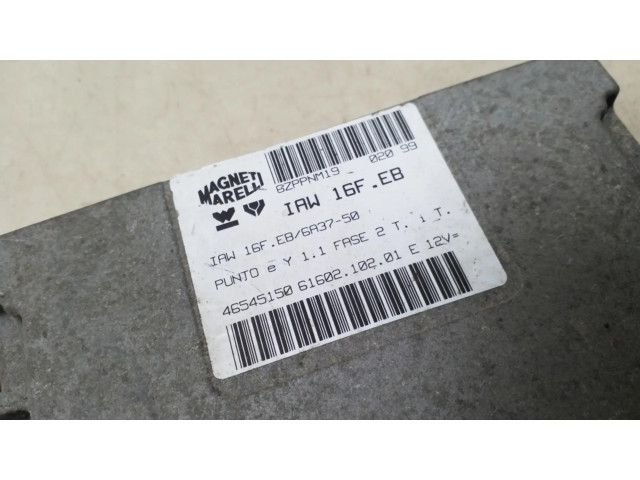 MAGNETI
MARELLI
8ZPPNM19 020 99
IAW 16F.EB
IAW 16F.EB/6A37-50
PUNTO e Y 1.1 FASE 2 T. i T.
46545150 61602.102.01 E 12V=